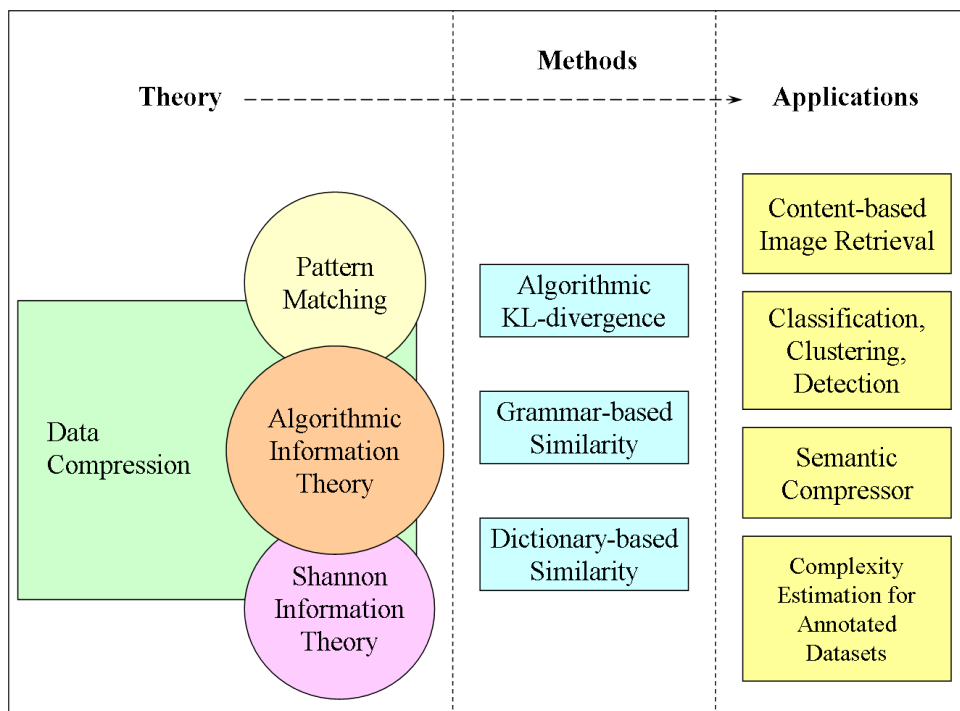 Theory
Methods
Applications
Pattern
Matching
Data
Compression
Algorithmic
Information
Theory
Shannon
Information
Theory
Algorithmic
KL-divergence
Grammar-based
Similarity
Dictionary-based
Similarity
Content-based
Image Retrieval
Classification,
Clustering,
Detection
Semantic
Compressor
Complexity
Estimation for
Annotated
Datasets